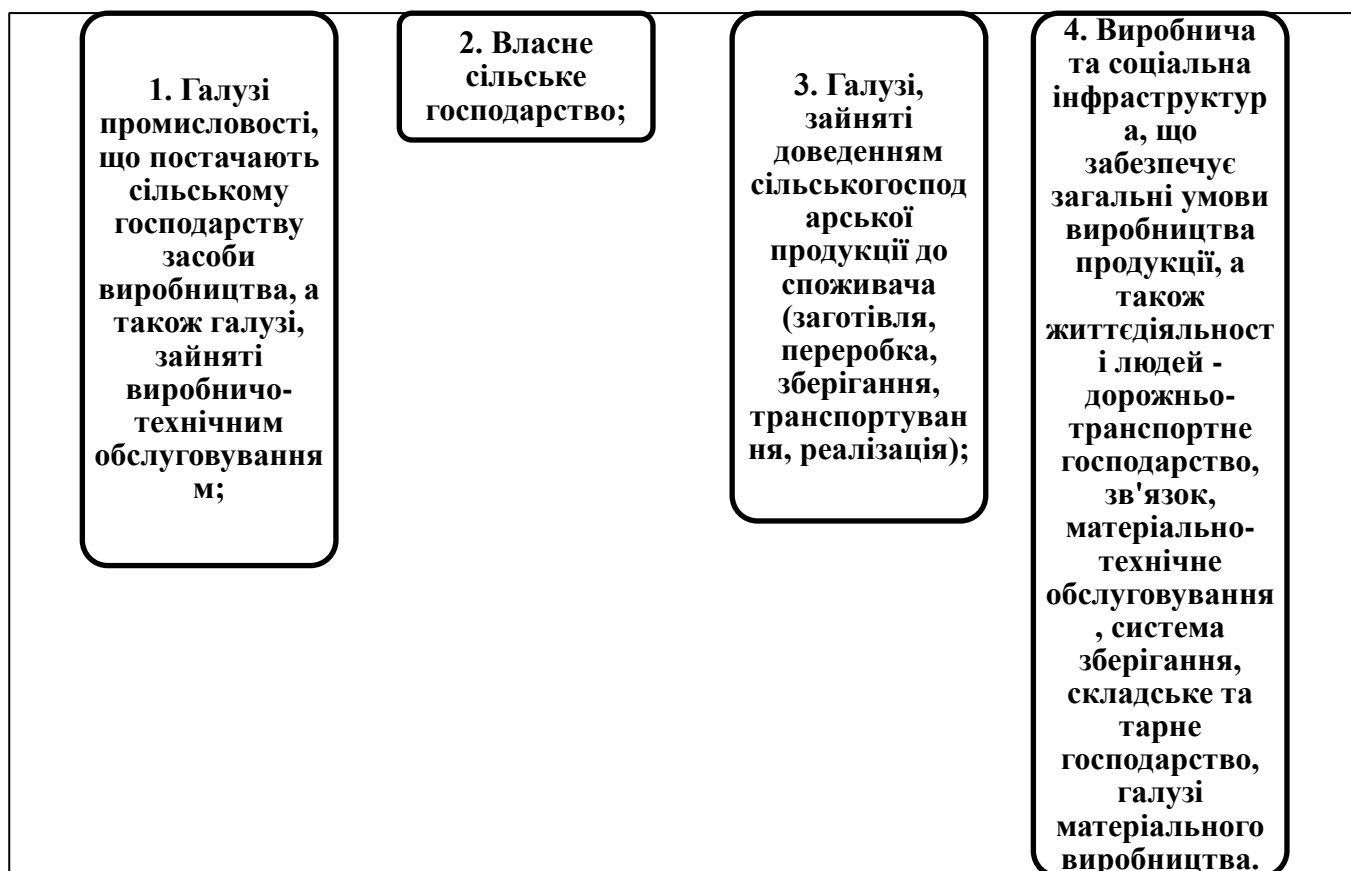 1. Галузі
промисловості,
що постачають
сільському
господарству
засоби
виробництва, а
також галузі,
зайняті
виробничо-
технічним
обслуговування
м;
2. Власне
сільське
господарство;
3. Галузі,
зайняті
доведенням
сільськогоспод
арської
продукції до
споживача
(заготівля,
переробка,
зберігання,
транспортуван
ня, реалізація);
4. Виробнича
та соціальна
інфраструктур
а, що
забезпечує
загальні умови
виробництва
продукції, а
також
життєдіяльност
і людей -
дорожньо-
транспортне
господарство,
зв'язок,
матеріально-
технічне
обслуговування
, система
зберігання,
складське та
тарне
господарство,
галузі
матеріального
виробництва.